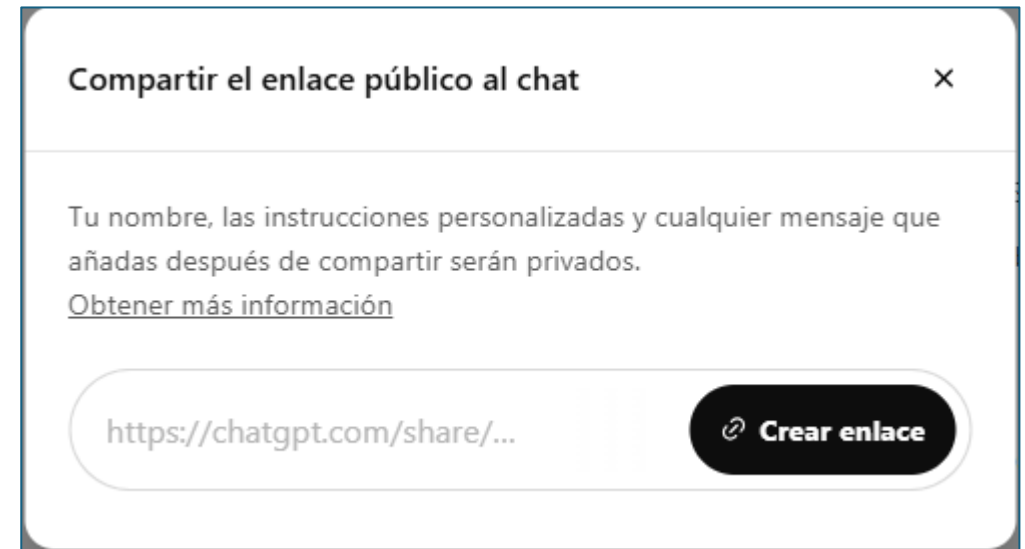 Compartir el enlace público al chat
Tu nombre, las instrucciones personalizadas y cualquier mensaje que
añadas después de compartir serán privados.
Obtener más información
https://chatgpt.com/share/...
Crear enlace